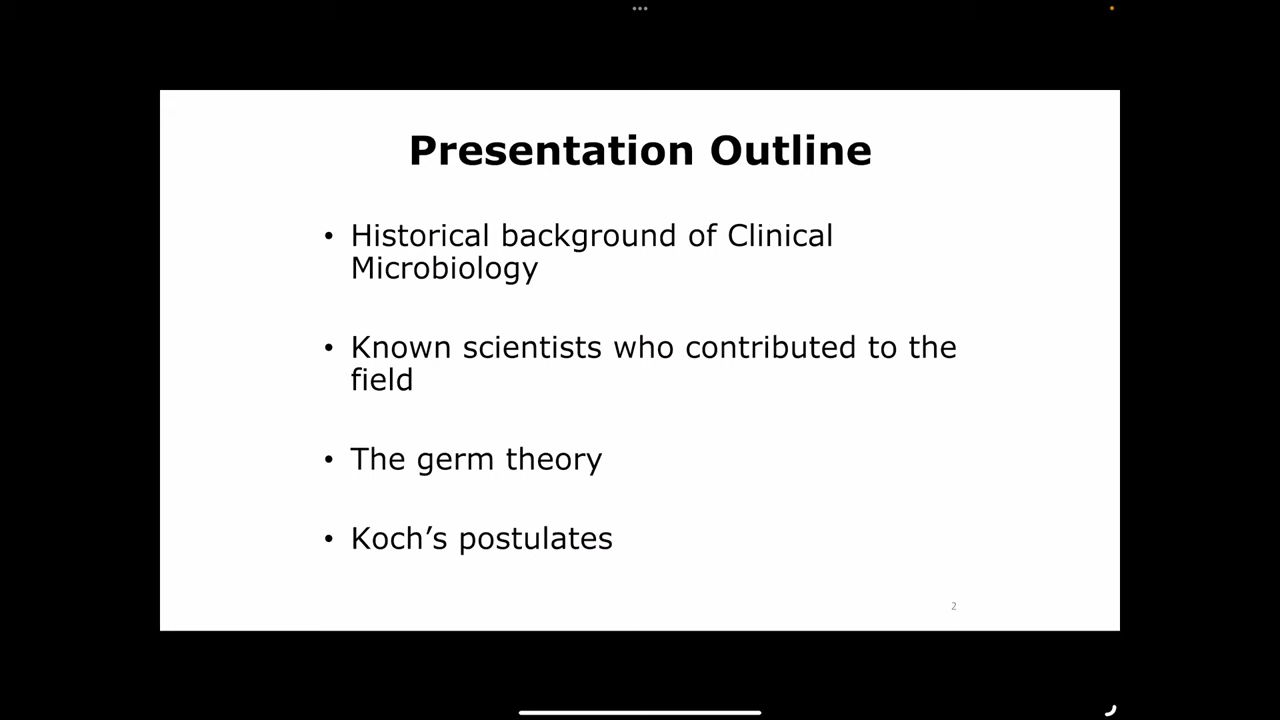 Presentation Outline
• Historical background of Clinical
Microbiology
• Known scientists who contributed to the
field
• The germ theory
• Koch’s postulates
2